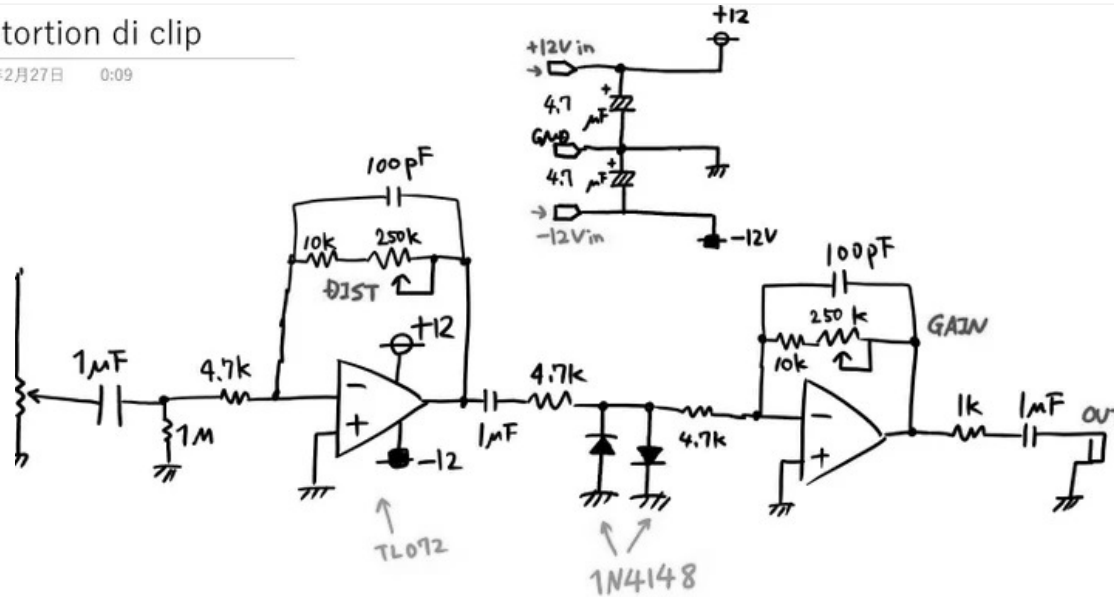 tortion di clip
2月27日 0:09
+12
+12V in
4.7 μF
GND
4.7 μF
-12V in
-12V
100pF
10k 250k
DIST
+12
1μF
4.7k
1M
-
+
-12
TL072
1μF
4.7k
4.7k
1N4148
100pF
250k
10k
GAIN
-
+
1k
1μF
OUT